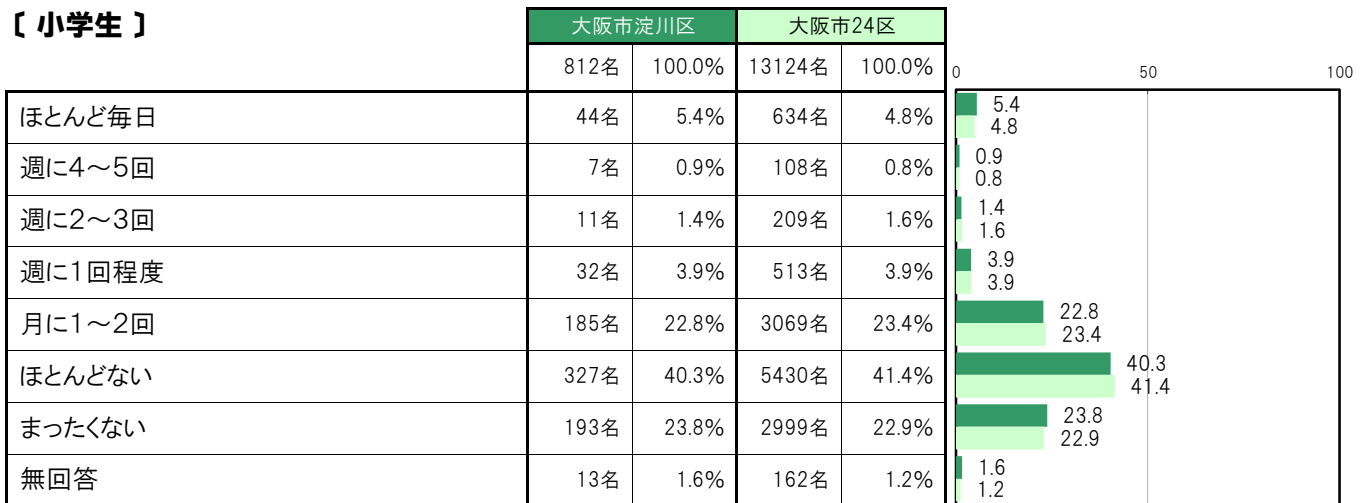 〔 小学生 〕
大阪市淀川区 大阪市24区
812名 100.0% 13124名 100.0%
0 50 100
ほとんど毎日 44名 5.4% 634名 4.8% 5.4
4.8
週に4～5回 7名 0.9% 108名 0.8% 0.9
0.8
週に2～3回 11名 1.4% 209名 1.6% 1.4
1.6
週に1回程度 32名 3.9% 513名 3.9% 3.9
3.9
月に1～2回 185名 22.8% 3069名 23.4% 22.8
23.4
ほとんどない 327名 40.3% 5430名 41.4% 40.3
41.4
まったくない 193名 23.8% 2999名 22.9% 23.8
22.9
無回答 13名 1.6% 162名 1.2% 1.6
1.2